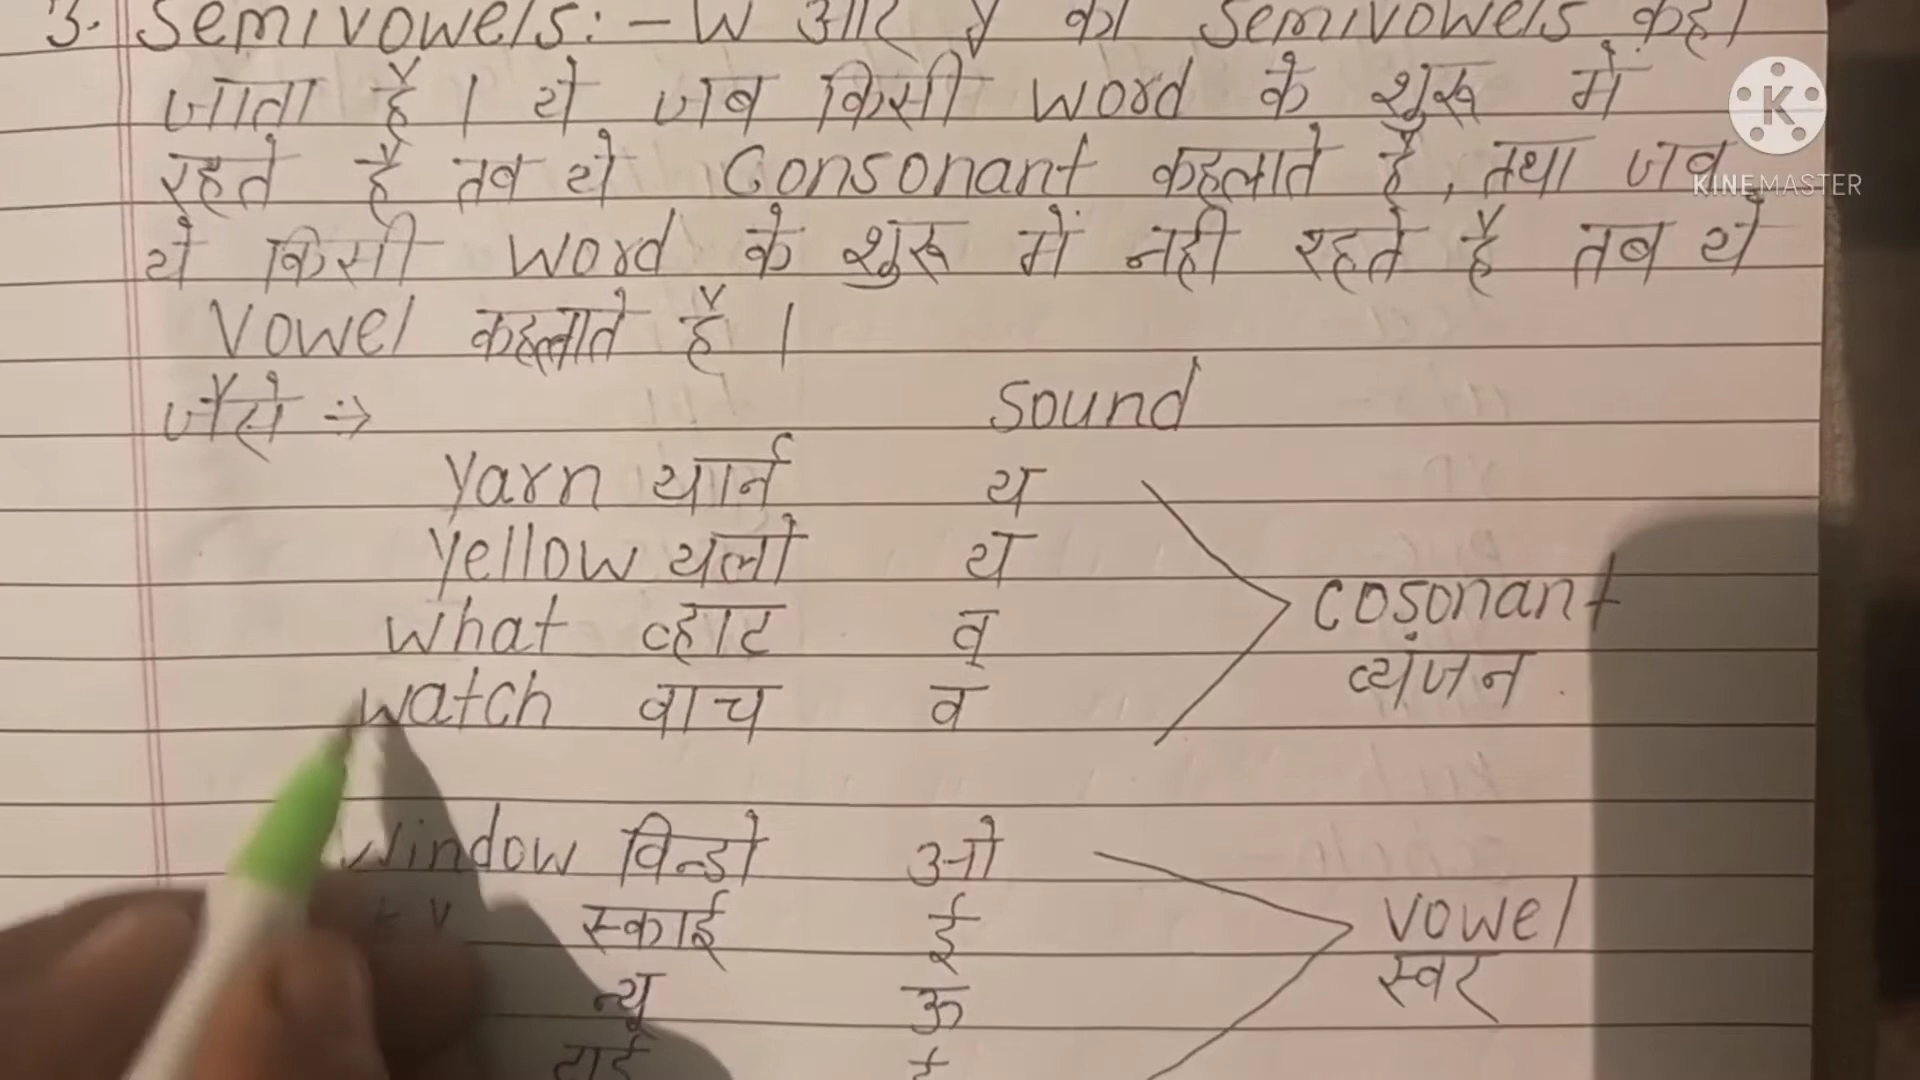 3. Semivowels: - W और y को Semivowels कहा
जाता है । ये जब किसी word के शुरू में
रहते हैं तब ये Consonant कहलाते हैं, तथा जब
ये किसी word के शुरू में नही रहते हैं तब ये
Vowel कहलाते हैं ।
जैसे ⇒ Sound
Yarn यार्न य
Yellow यलो य
What व्हाट व्
Watch वाच व
Cosonant
व्यंजन
Window विन्डो ओ
स्काई ई
न्यू ऊ
टाई ई
Vowel
स्वर
K
KINEMASTER